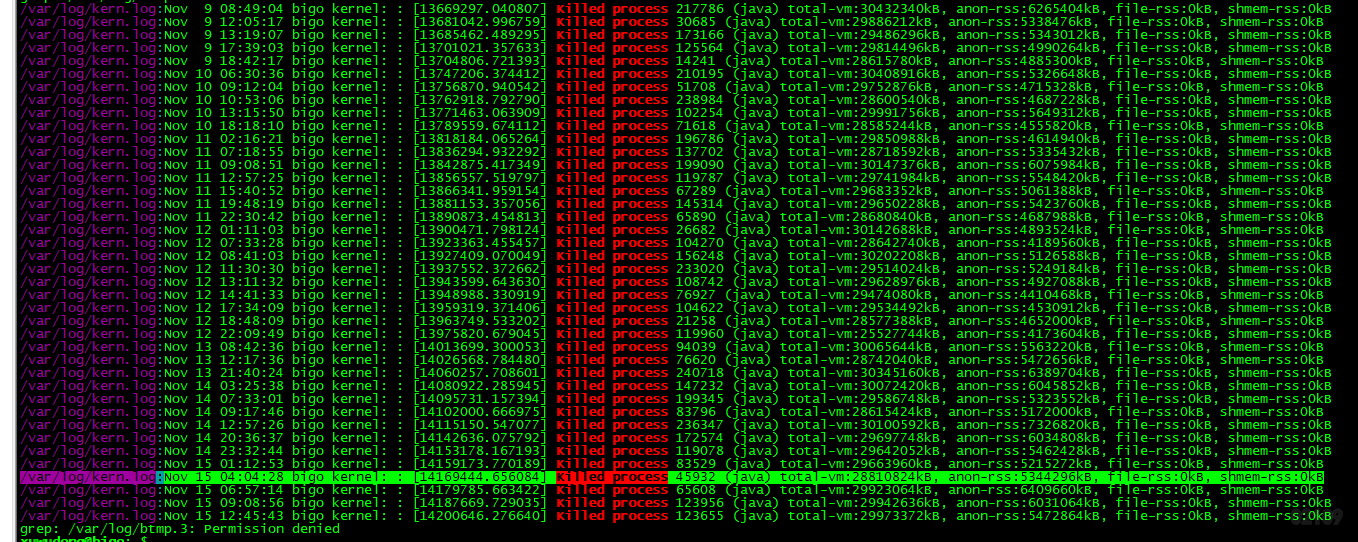 /var/log/kern.log:Nov  9 08:49:04 bigo kernel: : [13669297.040807] Killed process 217786 (java) total-vm:30432340kB, anon-rss:6265404kB, file-rss:0kB, shmem-rss:0kB
/var/log/kern.log:Nov  9 12:05:17 bigo kernel: : [13681042.996759] Killed process 30685 (java) total-vm:29886212kB, anon-rss:5338476kB, file-rss:0kB, shmem-rss:0kB
/var/log/kern.log:Nov  9 13:19:07 bigo kernel: : [13685462.489295] Killed process 173166 (java) total-vm:29486296kB, anon-rss:5343012kB, file-rss:0kB, shmem-rss:0kB
/var/log/kern.log:Nov  9 17:39:03 bigo kernel: : [13701021.357633] Killed process 125564 (java) total-vm:29814496kB, anon-rss:4990264kB, file-rss:0kB, shmem-rss:0kB
/var/log/kern.log:Nov  9 18:42:17 bigo kernel: : [13704806.721393] Killed process 14241 (java) total-vm:28615780kB, anon-rss:4885300kB, file-rss:0kB, shmem-rss:0kB
/var/log/kern.log:Nov 10 06:30:36 bigo kernel: : [13747206.374412] Killed process 210195 (java) total-vm:30408916kB, anon-rss:5326648kB, file-rss:0kB, shmem-rss:0kB
/var/log/kern.log:Nov 10 09:12:04 bigo kernel: : [13756870.940542] Killed process 51708 (java) total-vm:29752876kB, anon-rss:4715328kB, file-rss:0kB, shmem-rss:0kB
/var/log/kern.log:Nov 10 10:53:06 bigo kernel: : [13762918.792790] Killed process 238984 (java) total-vm:28600540kB, anon-rss:4687228kB, file-rss:0kB, shmem-rss:0kB
/var/log/kern.log:Nov 10 13:15:50 bigo kernel: : [13771463.063909] Killed process 102254 (java) total-vm:29991756kB, anon-rss:5649312kB, file-rss:0kB, shmem-rss:0kB
/var/log/kern.log:Nov 10 18:18:10 bigo kernel: : [13789559.674112] Killed process 71618 (java) total-vm:28585244kB, anon-rss:4555820kB, file-rss:0kB, shmem-rss:0kB
/var/log/kern.log:Nov 11 02:16:21 bigo kernel: : [13818184.065264] Killed process 196786 (java) total-vm:29850988kB, anon-rss:4614940kB, file-rss:0kB, shmem-rss:0kB
/var/log/kern.log:Nov 11 07:18:55 bigo kernel: : [13836294.932292] Killed process 137702 (java) total-vm:28718592kB, anon-rss:5335432kB, file-rss:0kB, shmem-rss:0kB
/var/log/kern.log:Nov 11 09:08:51 bigo kernel: : [13842875.417349] Killed process 199090 (java) total-vm:30147376kB, anon-rss:6075984kB, file-rss:0kB, shmem-rss:0kB
/var/log/kern.log:Nov 11 12:57:25 bigo kernel: : [13856557.519797] Killed process 119787 (java) total-vm:29741984kB, anon-rss:5548420kB, file-rss:0kB, shmem-rss:0kB
/var/log/kern.log:Nov 11 15:40:52 bigo kernel: : [13866341.959154] Killed process 67289 (java) total-vm:29683352kB, anon-rss:5061388kB, file-rss:0kB, shmem-rss:0kB
/var/log/kern.log:Nov 11 19:48:19 bigo kernel: : [13881153.357056] Killed process 145314 (java) total-vm:29650228kB, anon-rss:5423760kB, file-rss:0kB, shmem-rss:0kB
/var/log/kern.log:Nov 11 22:30:42 bigo kernel: : [13890873.454813] Killed process 65890 (java) total-vm:28680840kB, anon-rss:4687988kB, file-rss:0kB, shmem-rss:0kB
/var/log/kern.log:Nov 12 01:11:03 bigo kernel: : [13900471.798124] Killed process 26682 (java) total-vm:30142688kB, anon-rss:4893524kB, file-rss:0kB, shmem-rss:0kB
/var/log/kern.log:Nov 12 07:33:28 bigo kernel: : [13923363.455457] Killed process 104270 (java) total-vm:28642740kB, anon-rss:4189560kB, file-rss:0kB, shmem-rss:0kB
/var/log/kern.log:Nov 12 08:41:03 bigo kernel: : [13927409.070049] Killed process 156248 (java) total-vm:30202208kB, anon-rss:5126588kB, file-rss:0kB, shmem-rss:0kB
/var/log/kern.log:Nov 12 11:30:30 bigo kernel: : [13937552.372662] Killed process 233020 (java) total-vm:29514024kB, anon-rss:5249184kB, file-rss:0kB, shmem-rss:0kB
/var/log/kern.log:Nov 12 13:11:32 bigo kernel: : [13943599.643630] Killed process 108742 (java) total-vm:29628976kB, anon-rss:4927088kB, file-rss:0kB, shmem-rss:0kB
/var/log/kern.log:Nov 12 14:41:33 bigo kernel: : [13948988.330919] Killed process 76927 (java) total-vm:29474080kB, anon-rss:4410468kB, file-rss:0kB, shmem-rss:0kB
/var/log/kern.log:Nov 12 17:34:09 bigo kernel: : [13959319.371406] Killed process 104622 (java) total-vm:29534492kB, anon-rss:4530912kB, file-rss:0kB, shmem-rss:0kB
/var/log/kern.log:Nov 12 18:48:09 bigo kernel: : [13963749.533202] Killed process 21258 (java) total-vm:28577388kB, anon-rss:4652000kB, file-rss:0kB, shmem-rss:0kB
/var/log/kern.log:Nov 12 22:09:49 bigo kernel: : [13975820.679045] Killed process 119960 (java) total-vm:25527744kB, anon-rss:4173604kB, file-rss:0kB, shmem-rss:0kB
/var/log/kern.log:Nov 13 08:42:36 bigo kernel: : [14013699.300053] Killed process 94039 (java) total-vm:30065644kB, anon-rss:5563220kB, file-rss:0kB, shmem-rss:0kB
/var/log/kern.log:Nov 13 12:17:36 bigo kernel: : [14026568.784480] Killed process 76620 (java) total-vm:28742040kB, anon-rss:5472656kB, file-rss:0kB, shmem-rss:0kB
/var/log/kern.log:Nov 13 21:40:24 bigo kernel: : [14060257.708601] Killed process 240718 (java) total-vm:30345160kB, anon-rss:6389704kB, file-rss:0kB, shmem-rss:0kB
/var/log/kern.log:Nov 14 03:25:38 bigo kernel: : [14080922.285945] Killed process 147232 (java) total-vm:30072420kB, anon-rss:6045852kB, file-rss:0kB, shmem-rss:0kB
/var/log/kern.log:Nov 14 07:33:01 bigo kernel: : [14095731.157394] Killed process 199345 (java) total-vm:29586748kB, anon-rss:5323552kB, file-rss:0kB, shmem-rss:0kB
/var/log/kern.log:Nov 14 09:17:46 bigo kernel: : [14102000.666975] Killed process 83796 (java) total-vm:28615424kB, anon-rss:5172000kB, file-rss:0kB, shmem-rss:0kB
/var/log/kern.log:Nov 14 12:57:26 bigo kernel: : [14115150.547077] Killed process 236347 (java) total-vm:30100592kB, anon-rss:7326820kB, file-rss:0kB, shmem-rss:0kB
/var/log/kern.log:Nov 14 20:36:37 bigo kernel: : [14142636.075792] Killed process 172574 (java) total-vm:29697748kB, anon-rss:6034808kB, file-rss:0kB, shmem-rss:0kB
/var/log/kern.log:Nov 14 23:32:44 bigo kernel: : [14153178.167193] Killed process 119078 (java) total-vm:29642052kB, anon-rss:6462428kB, file-rss:0kB, shmem-rss:0kB
/var/log/kern.log:Nov 15 01:12:53 bigo kernel: : [14159173.770189] Killed process 83529 (java) total-vm:29663960kB, anon-rss:5215272kB, file-rss:0kB, shmem-rss:0kB
/var/log/kern.log:Nov 15 04:04:28 bigo kernel: : [14169444.656084] Killed process 45932 (java) total-vm:28810824kB, anon-rss:5344296kB, file-rss:0kB, shmem-rss:0kB
/var/log/kern.log:Nov 15 06:57:14 bigo kernel: : [14179785.663422] Killed process 65608 (java) total-vm:29923064kB, anon-rss:6409660kB, file-rss:0kB, shmem-rss:0kB
/var/log/kern.log:Nov 15 09:08:56 bigo kernel: : [14187669.729035] Killed process 123956 (java) total-vm:29942636kB, anon-rss:6091060kB, file-rss:0kB, shmem-rss:0kB
/var/log/kern.log:Nov 15 12:45:43 bigo kernel: : [14200646.276640] Killed process 123655 (java) total-vm:29973372kB, anon-rss:5472864kB, file-rss:0kB, shmem-rss:0kB
grep: /var/log/btmp.3: Permission denied